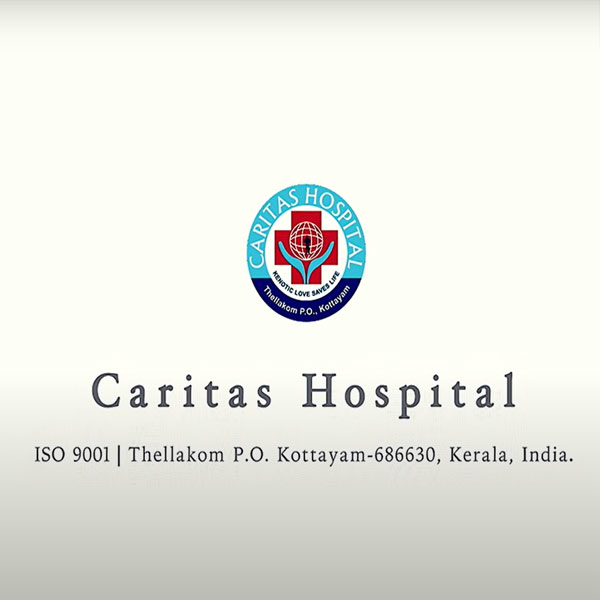 CARITAS HOSPITAL
KENOTIC LOVE SAVES LIFE
Thellakom P.O., Kottayam
Caritas Hospital
ISO 9001 | Thellakom P.O. Kottayam-686630, Kerala, India.